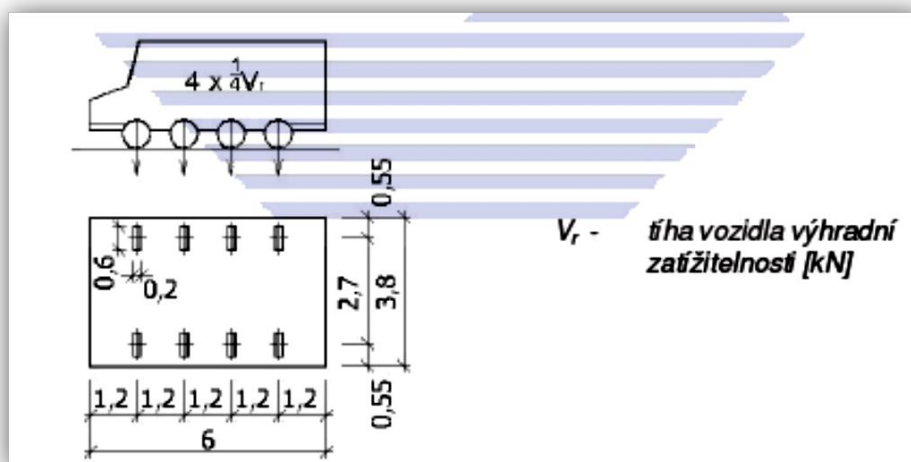 4 x 1/4Vr
0,55
Vr - tíha vozidla výhradní
zatížitelnosti [kN]
0,6
0,2
2,7
3,8
1,2 1,2 1,2 1,2 1,2
0,55
6